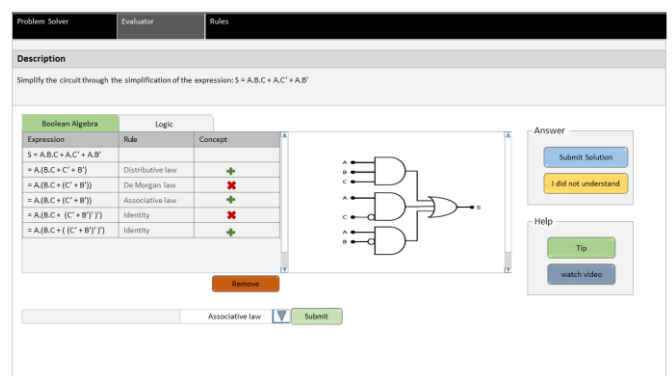 Problem Solver Evaluator Rules
Description
Simplify the circuit through the simplification of the expression: S = A.B.C + A.C' + A.B'
Boolean Algebra Logic
Expression Rule Concept
S = A.B.C + A.C' + A.B'
= A.(B.C + C' + B') Distributive law
= A.(B.C + (C' + B')) De Morgan law
= A.(B.C + (C' + B')) Associative law
= A.(B.C + (C' + B')' )') Identity
= A.(B.C + ( (C' + B')' )') Identity
Remove
Associative law Submit
A
B
C
A
C
A
B
S
Answer
Submit Solution
I did not understand
Help
Tip
watch video